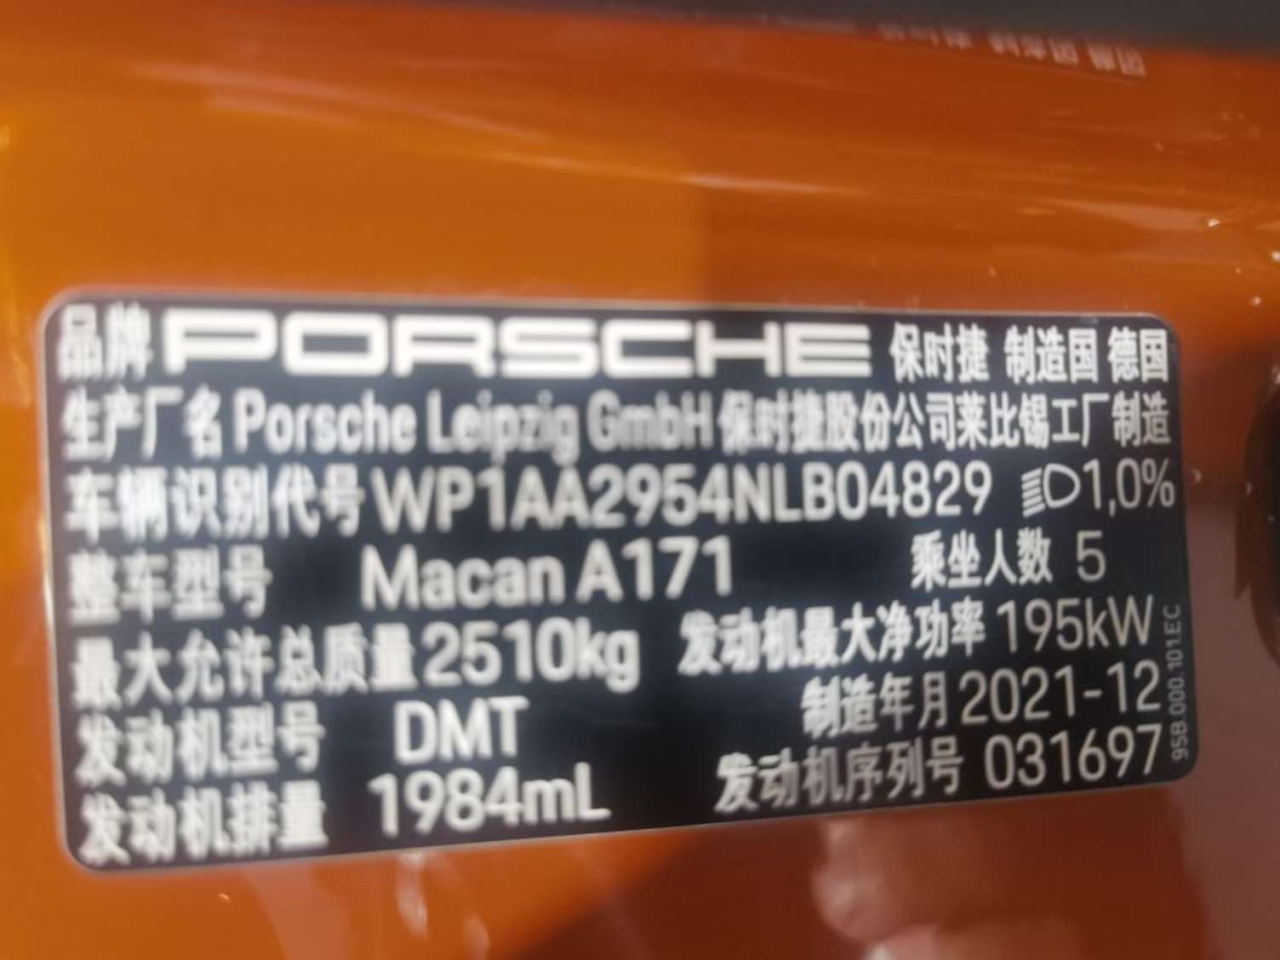 品牌 PORSCHE 保时捷 制造国 德国
生产厂名 Porsche Leipzig GmbH 保时捷股份公司莱比锡工厂制造
车辆识别代号 WP1AA2954NLB04829 1,0%
整车型号 Macan A171 乘坐人数 5
最大允许总质量 2510kg 发动机最大净功率 195kW
发动机型号 DMT 制造年月 2021-12
发动机排量 1984mL 发动机序列号 031697
95B.000.101.EC